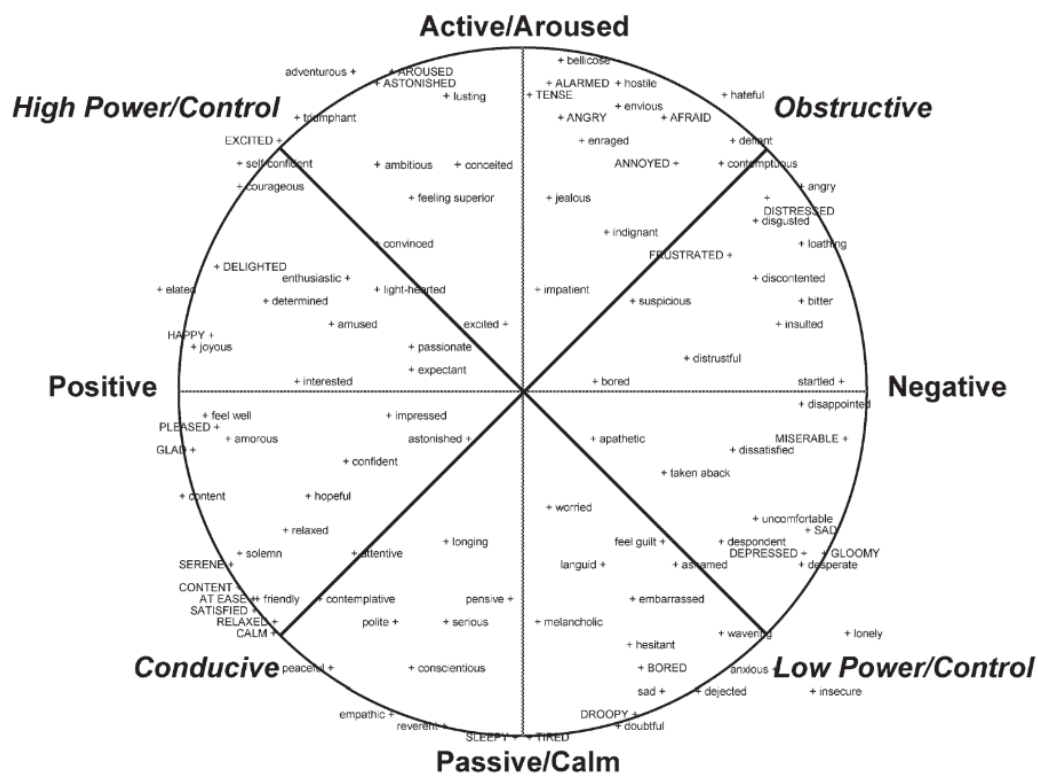 Active/Aroused
+ bellicose
adventurous +
+ AROUSED
+ ASTONISHED
+ ALARMED
+ hostile
+ lusting
+ TENSE
+ hateful
High Power/Control
+ envious
Obstructive
+ triumphant
+ ANGRY
+ AFRAID
EXCITED +
+ enraged
+ defiant
+ self-confident
+ ambitious
+ conceited
ANNOYED +
+ contemptuous
+ courageous
+ angry
+ feeling superior
+ jealous
+
DISTRESSED
+ disgusted
+ indignant
+ convinced
+ loathing
FRUSTRATED +
+ DELIGHTED
enthusiastic +
+ discontented
+ elated
+ light-hearted
+ impatient
+ determined
+ suspicious
+ bitter
+ amused
excited +
+ insulted
HAPPY +
+ joyous
+ passionate
+ distrustful
+ expectant
Positive
+ interested
+ bored
startled +
Negative
+ disappointed
+ feel well
+ impressed
PLEASED +
+ amorous
astonished +
+ apathetic
MISERABLE +
GLAD +
+ dissatisfied
+ confident
+ taken aback
+ content
+ hopeful
+ worried
+ uncomfortable
+ relaxed
+ SAD
+ longing
feel guilt +
+ despondent
+ solemn
+ attentive
DEPRESSED +
+ GLOOMY
SERENE +
languid +
+ ashamed
+ desperate
CONTENT +
AT EASE +
+ friendly
+ contemplative
pensive +
+ embarrassed
SATISFIED +
RELAXED +
polite +
+ serious
+ melancholic
CALM +
+ wavering
+ lonely
+ hesitant
Conducive
peaceful +
+ conscientious
+ BORED
anxious +
Low Power/Control
sad +
+ dejected
+ insecure
empathic +
DROOPY +
reverent +
+ doubtful
SLEEPY +
+ TIRED
Passive/Calm